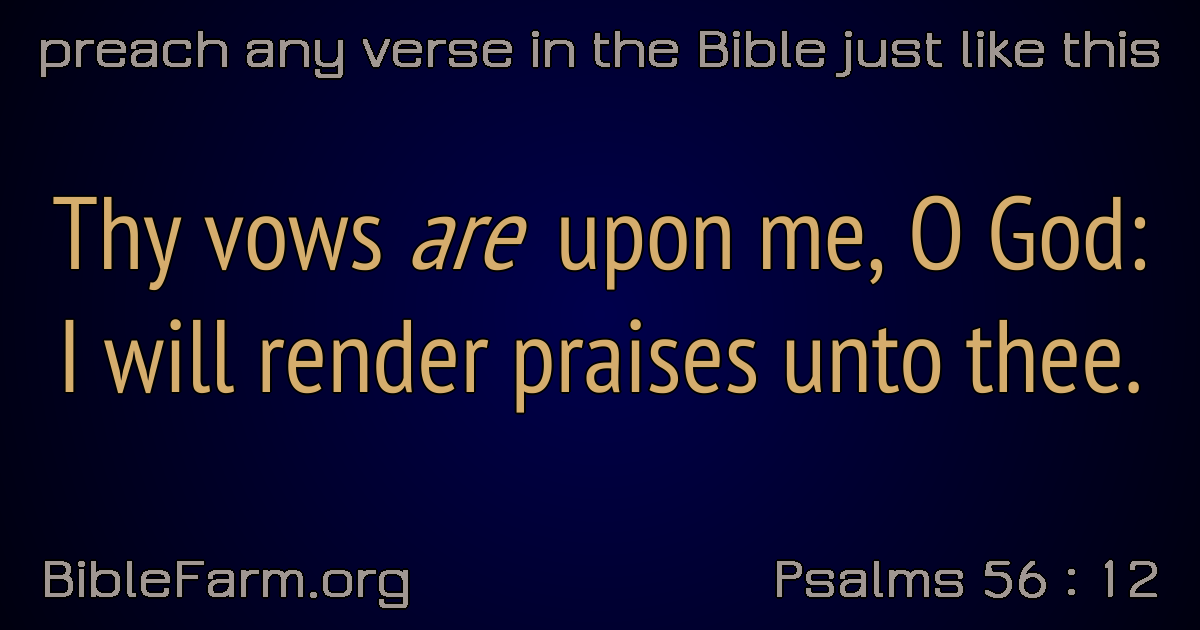 preach any verse in the Bible just like this
Thy vows are upon me, O God:
I will render praises unto thee.
BibleFarm.org
Psalms 56 : 12